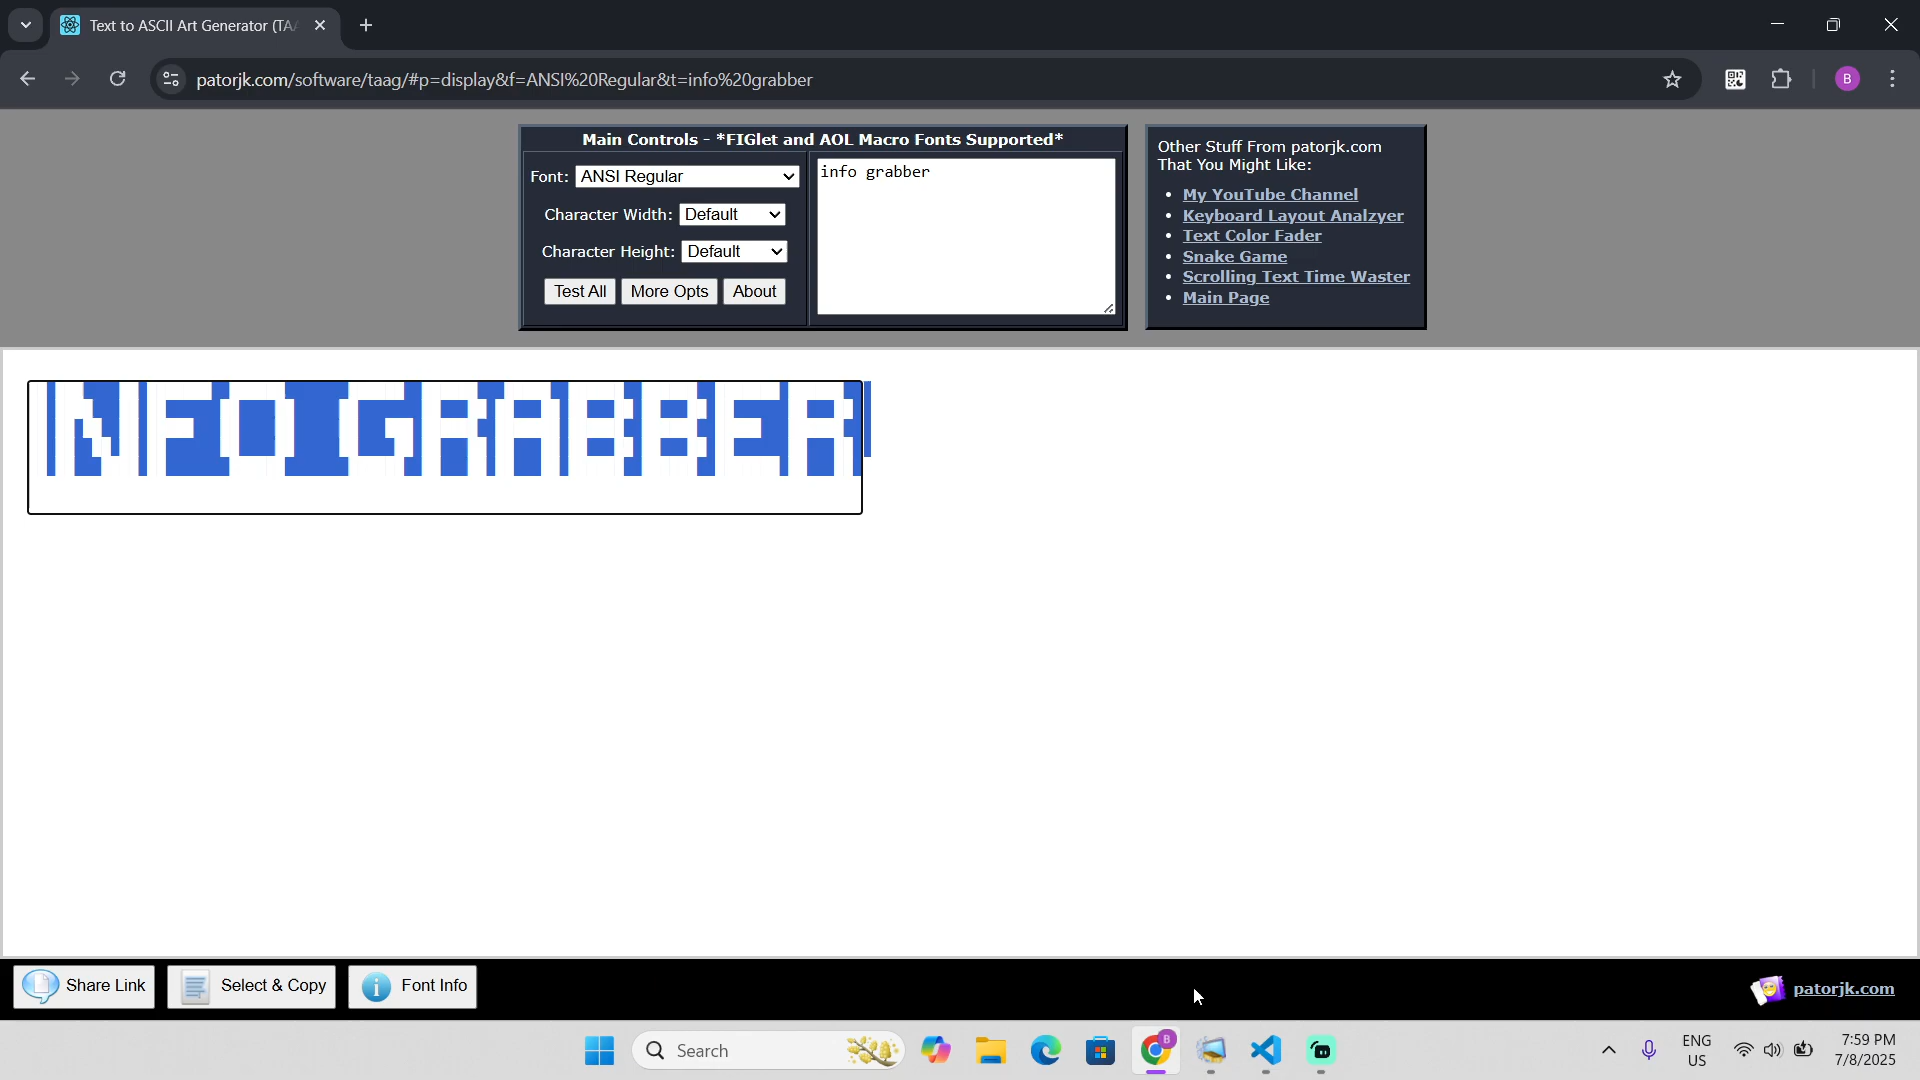 Text to ASCII Art Generator (TAA
patorjk.com/software/taag/#p=display&f=ANSI%20Regular&t=info%20grabber
B
Main Controls - *FIGlet and AOL Macro Fonts Supported*
Font: ANSI Regular
Character Width: Default
Character Height: Default
Test All
More Opts
About
info grabber
Other Stuff From patorjk.com
That You Might Like:
• My YouTube Channel
• Keyboard Layout Analzyer
• Text Color Fader
• Snake Game
• Scrolling Text Time Waster
• Main Page
INFO GRABBER
Share Link
Select & Copy
Font Info
patorjk.com
Search
B
ENG
US
7:59 PM
7/8/2025